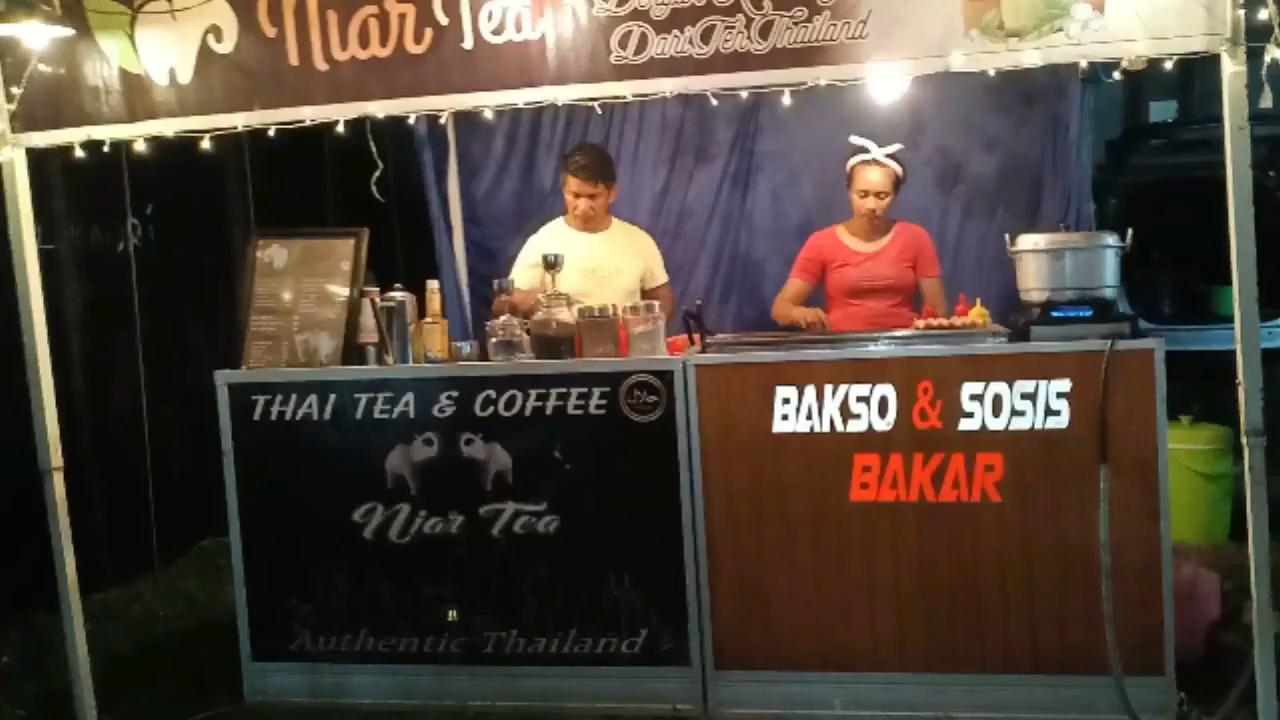 Njar Tea
Dari Teh Thailand
THAI TEA & COFFEE
Njar Tea
Authentic Thailand
BAKSO & SOSIS
BAKAR